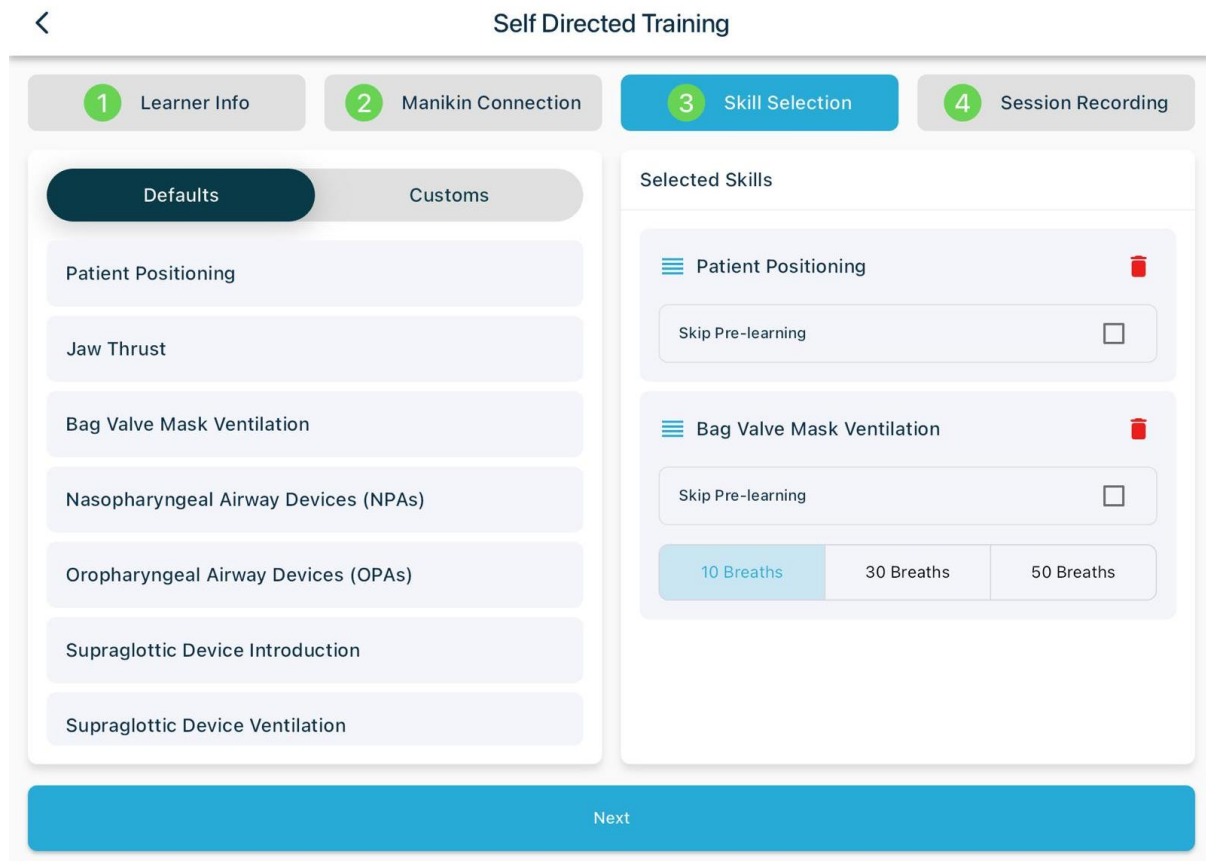 Self Directed Training
1 Learner Info
2 Manikin Connection
3 Skill Selection
4 Session Recording
Defaults
Customs
Patient Positioning
Jaw Thrust
Bag Valve Mask Ventilation
Nasopharyngeal Airway Devices (NPAs)
Oropharyngeal Airway Devices (OPAs)
Supraglottic Device Introduction
Supraglottic Device Ventilation
Selected Skills
Patient Positioning
Skip Pre-learning
Bag Valve Mask Ventilation
Skip Pre-learning
10 Breaths
30 Breaths
50 Breaths
Next